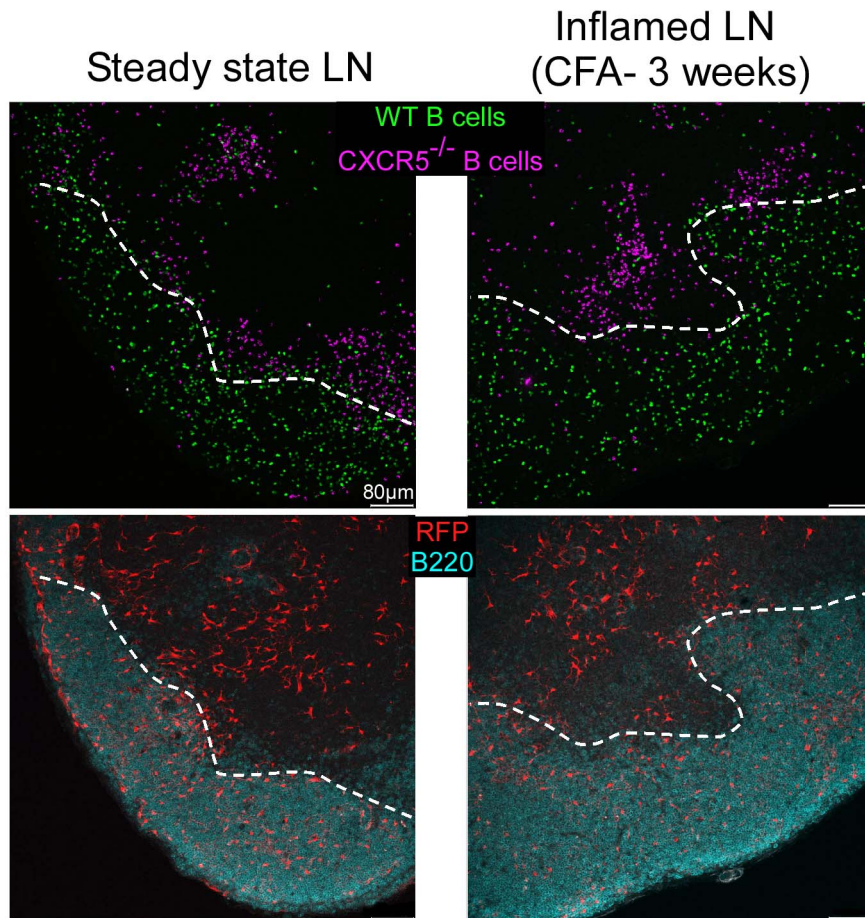 Steady state LN
Inflamed LN
(CFA- 3 weeks)
WT B cells
CXCR5-/- B cells
80µm
RFP
B220